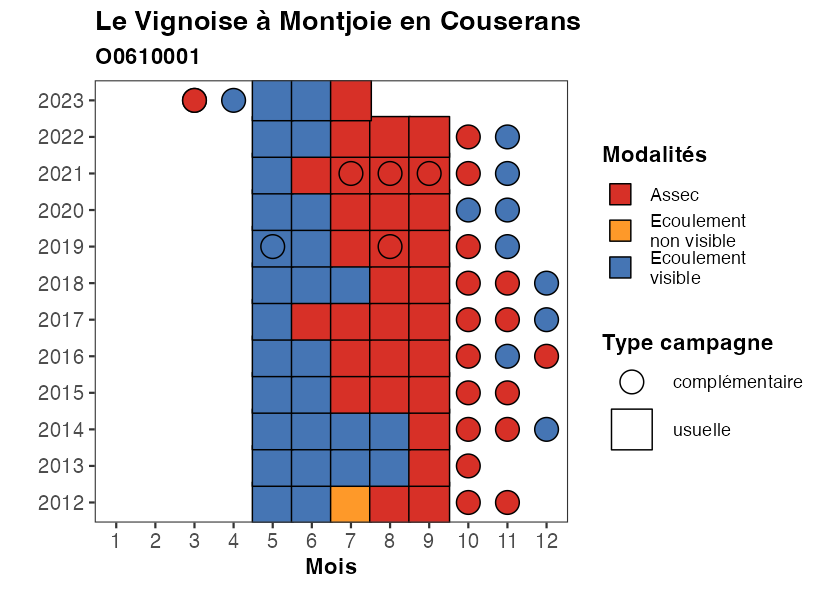 Le Vignoise à Montjoie en Couserans
O0610001
2023
2022
2021
2020
2019
2018
2017
2016
2015
2014
2013
2012
1 2 3 4 5 6 7 8 9 10 11 12
Mois
Modalités
Assec
Ecoulement
non visible
Ecoulement
visible
Type campagne
complémentaire
usuelle